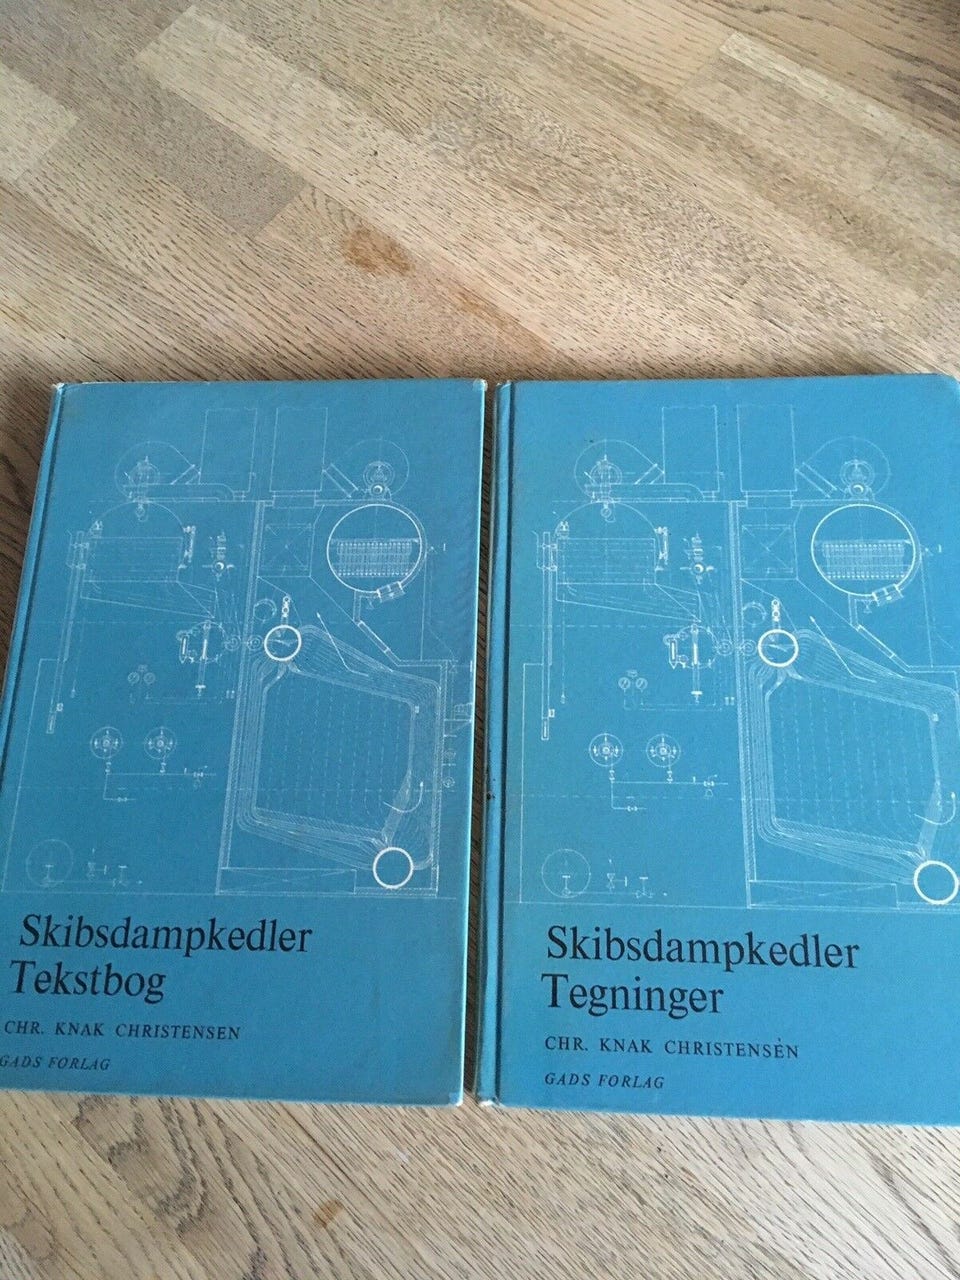 Skibsdampkedler
Tekstbog
CHR. KNAK CHRISTENSEN
GADS FORLAG
Skibsdampkedler
Tegninger
CHR. KNAK CHRISTENSEN
GADS FORLAG